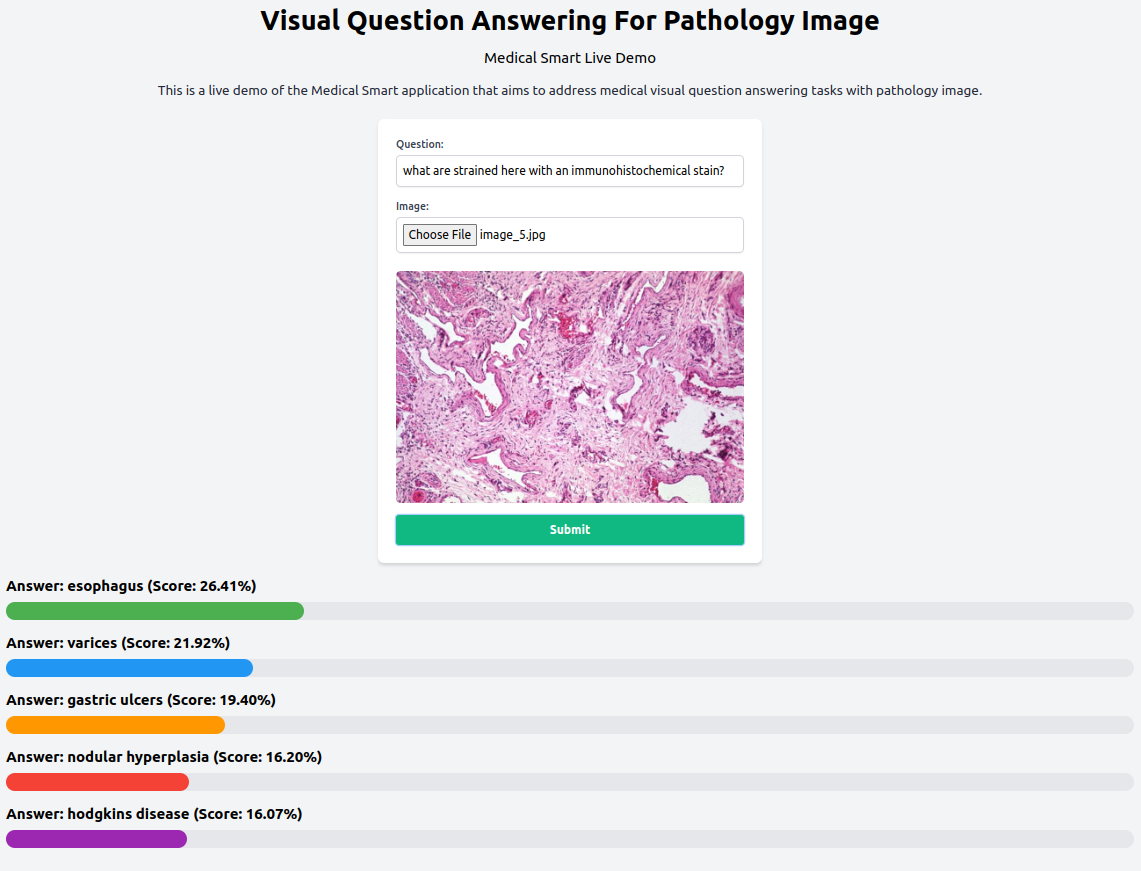 Visual Question Answering For Pathology Image
Medical Smart Live Demo
This is a live demo of the Medical Smart application that aims to address medical visual question answering tasks with pathology image.
Question:
what are strained here with an immunohistochemical stain?
Image:
Choose File image_5.jpg
Submit
Answer: esophagus (Score: 26.41%)
Answer: varices (Score: 21.92%)
Answer: gastric ulcers (Score: 19.40%)
Answer: nodular hyperplasia (Score: 16.20%)
Answer: hodgkins disease (Score: 16.07%)